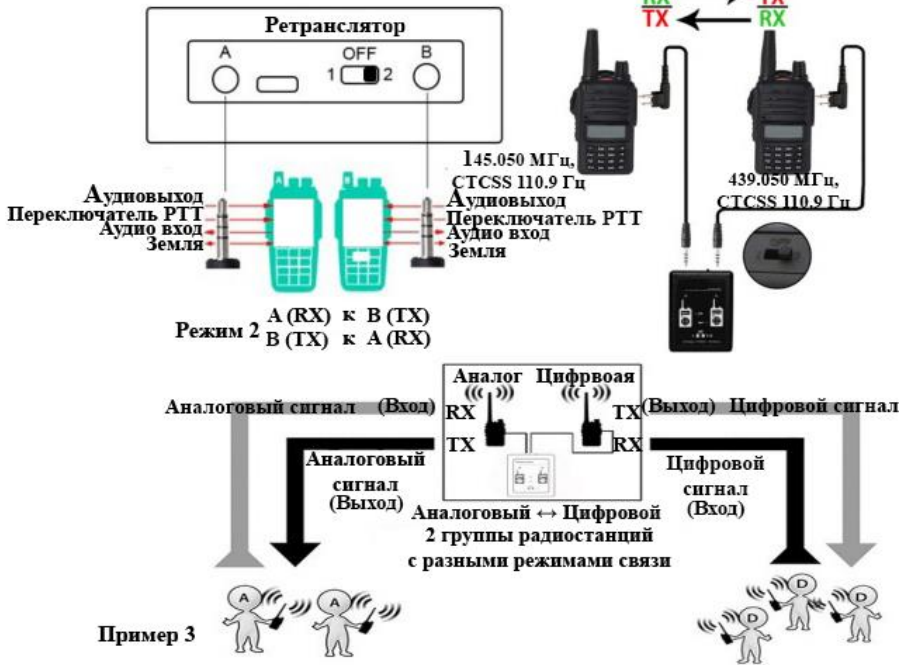 RX TX
TX RX
Ретранслятор
A OFF B
1 2
145.050 МГц,
CTCSS 110.9 Гц
439.050 МГц,
CTCSS 110.9 Гц
Аудиовыход
Переключатель РТТ
Аудио вход
Земля
Аудиовыход
Переключатель РТТ
Аудио вход
Земля
Режим 2
A (RX) к B (TX)
B (TX) к A (RX)
Аналог Цифрвоая
Аналоговый сигнал (Вход) RX
TX (Выход) Цифровой сигнал
TX RX
Аналоговый
сигнал
(Выход)
Цифровой
сигнал
(Вход)
Аналоговый ↔ Цифровой
2 группы радиостанций
с разными режимами связи
A A
D D D
Пример 3